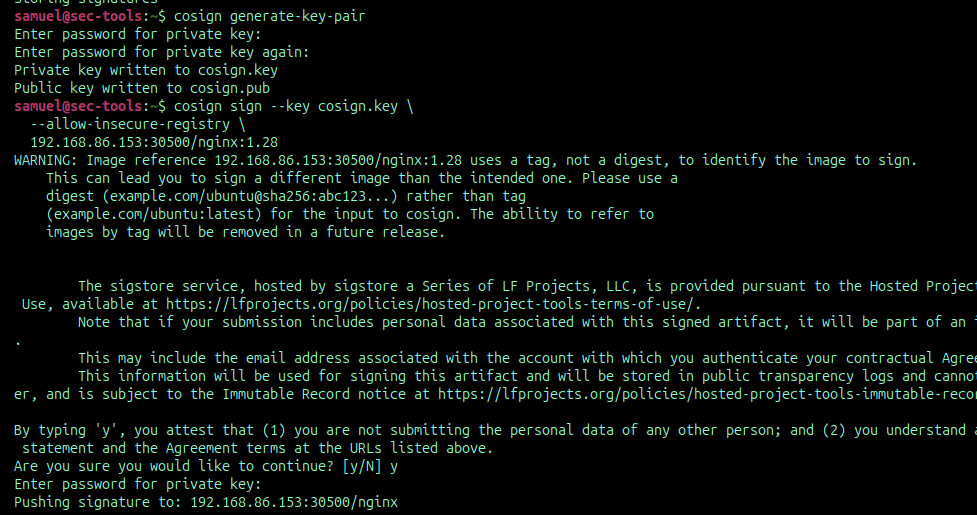 storing signatures
samuel@sec-tools:~$ cosign generate-key-pair
Enter password for private key:
Enter password for private key again:
Private key written to cosign.key
Public key written to cosign.pub
samuel@sec-tools:~$ cosign sign --key cosign.key \
  --allow-insecure-registry \
  192.168.86.153:30500/nginx:1.28
WARNING: Image reference 192.168.86.153:30500/nginx:1.28 uses a tag, not a digest, to identify the image to sign.
    This can lead you to sign a different image than the intended one. Please use a
    digest (example.com/ubuntu@sha256:abc123...) rather than tag
    (example.com/ubuntu:latest) for the input to cosign. The ability to refer to
    images by tag will be removed in a future release.
        The sigstore service, hosted by sigstore a Series of LF Projects, LLC, is provided pursuant to the Hosted Project
 Use, available at https://lfprojects.org/policies/hosted-project-tools-terms-of-use/.
        Note that if your submission includes personal data associated with this signed artifact, it will be part of an
.
        This may include the email address associated with the account with which you authenticate your contractual Agree
        This information will be used for signing this artifact and will be stored in public transparency logs and canno
er, and is subject to the Immutable Record notice at https://lfprojects.org/policies/hosted-project-tools-immutable-reco
By typing 'y', you attest that (1) you are not submitting the personal data of any other person; and (2) you understand
 statement and the Agreement terms at the URLs listed above.
Are you sure you would like to continue? [y/N] y
Enter password for private key:
Pushing signature to: 192.168.86.153:30500/nginx